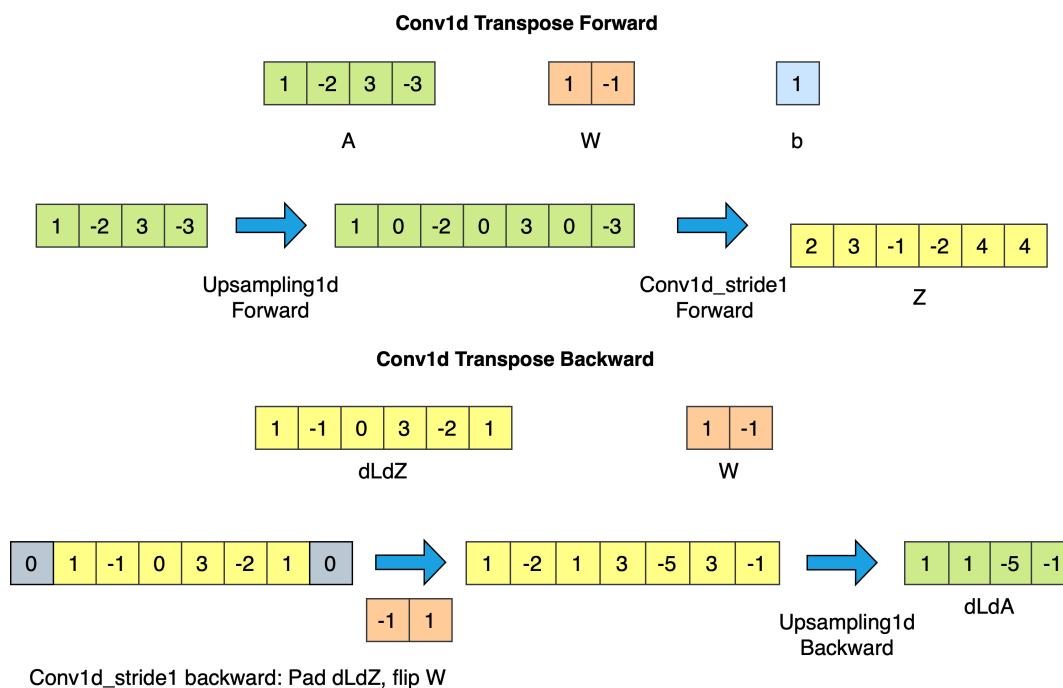 Conv1d Transpose Forward
1 -2 3 -3
1 -1
1
A
W
b
1 -2 3 -3
1 0 -2 0 3 0 -3
2 3 -1 -2 4 4
Upsampling1d
Forward
Conv1d_stride1
Forward
Z
Conv1d Transpose Backward
1 -1 0 3 -2 1
1 -1
dLdZ
W
0 1 -1 0 3 -2 1 0
1 -2 1 3 -5 3 -1
1 1 -5 -1
-1 1
dLdA
Upsampling1d
Backward
Conv1d_stride1 backward: Pad dLdZ, flip W